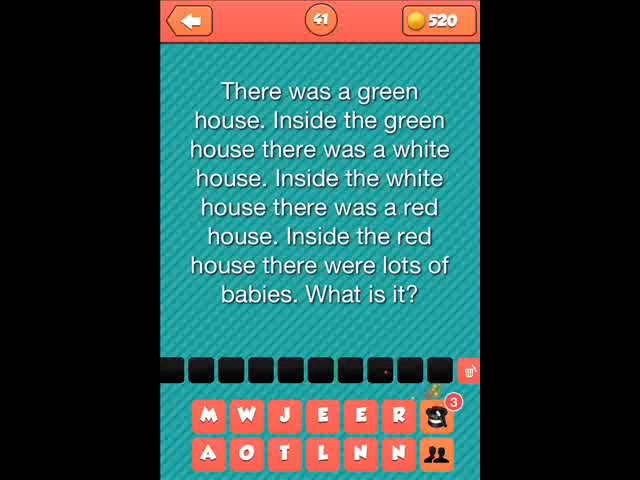 41
520
There was a green
house. Inside the green
house there was a white
house. Inside the white
house there was a red
house. Inside the red
house there were lots of
babies. What is it?
3
M W J E E R
A O T L N N